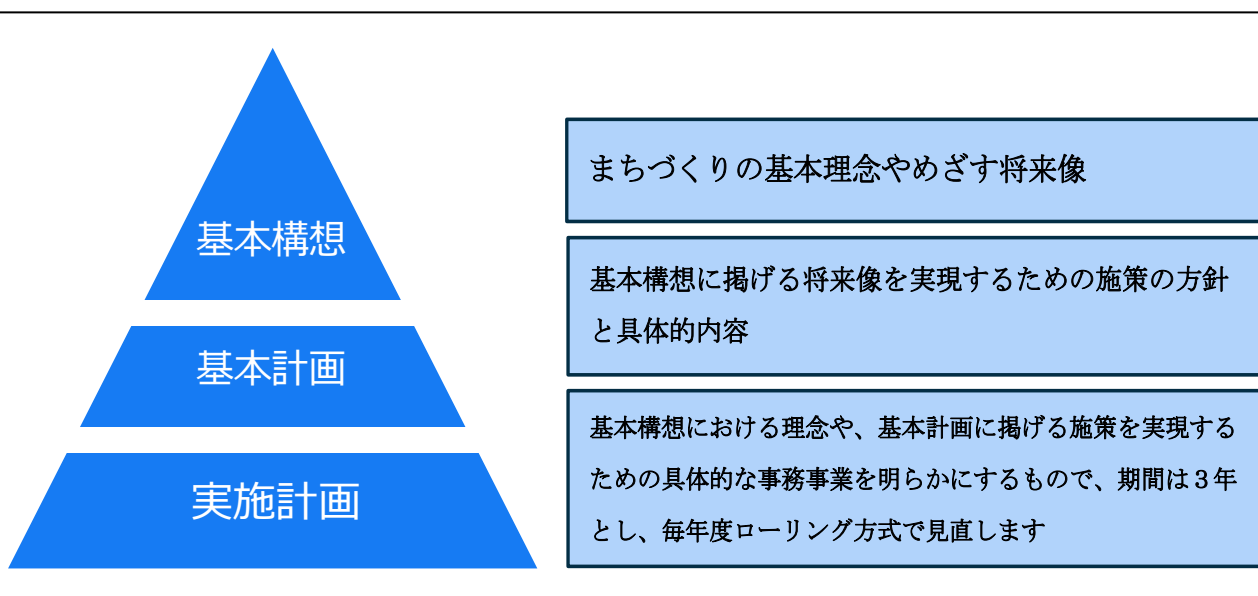 基本構想
まちづくりの基本理念やめざす将来像
基本計画
基本構想に掲げる将来像を実現するための施策の方針
と具体的内容
実施計画
基本構想における理念や、基本計画に掲げる施策を実現する
ための具体的な事務事業を明らかにするもので、期間は３年
とし、毎年度ローリング方式で見直します